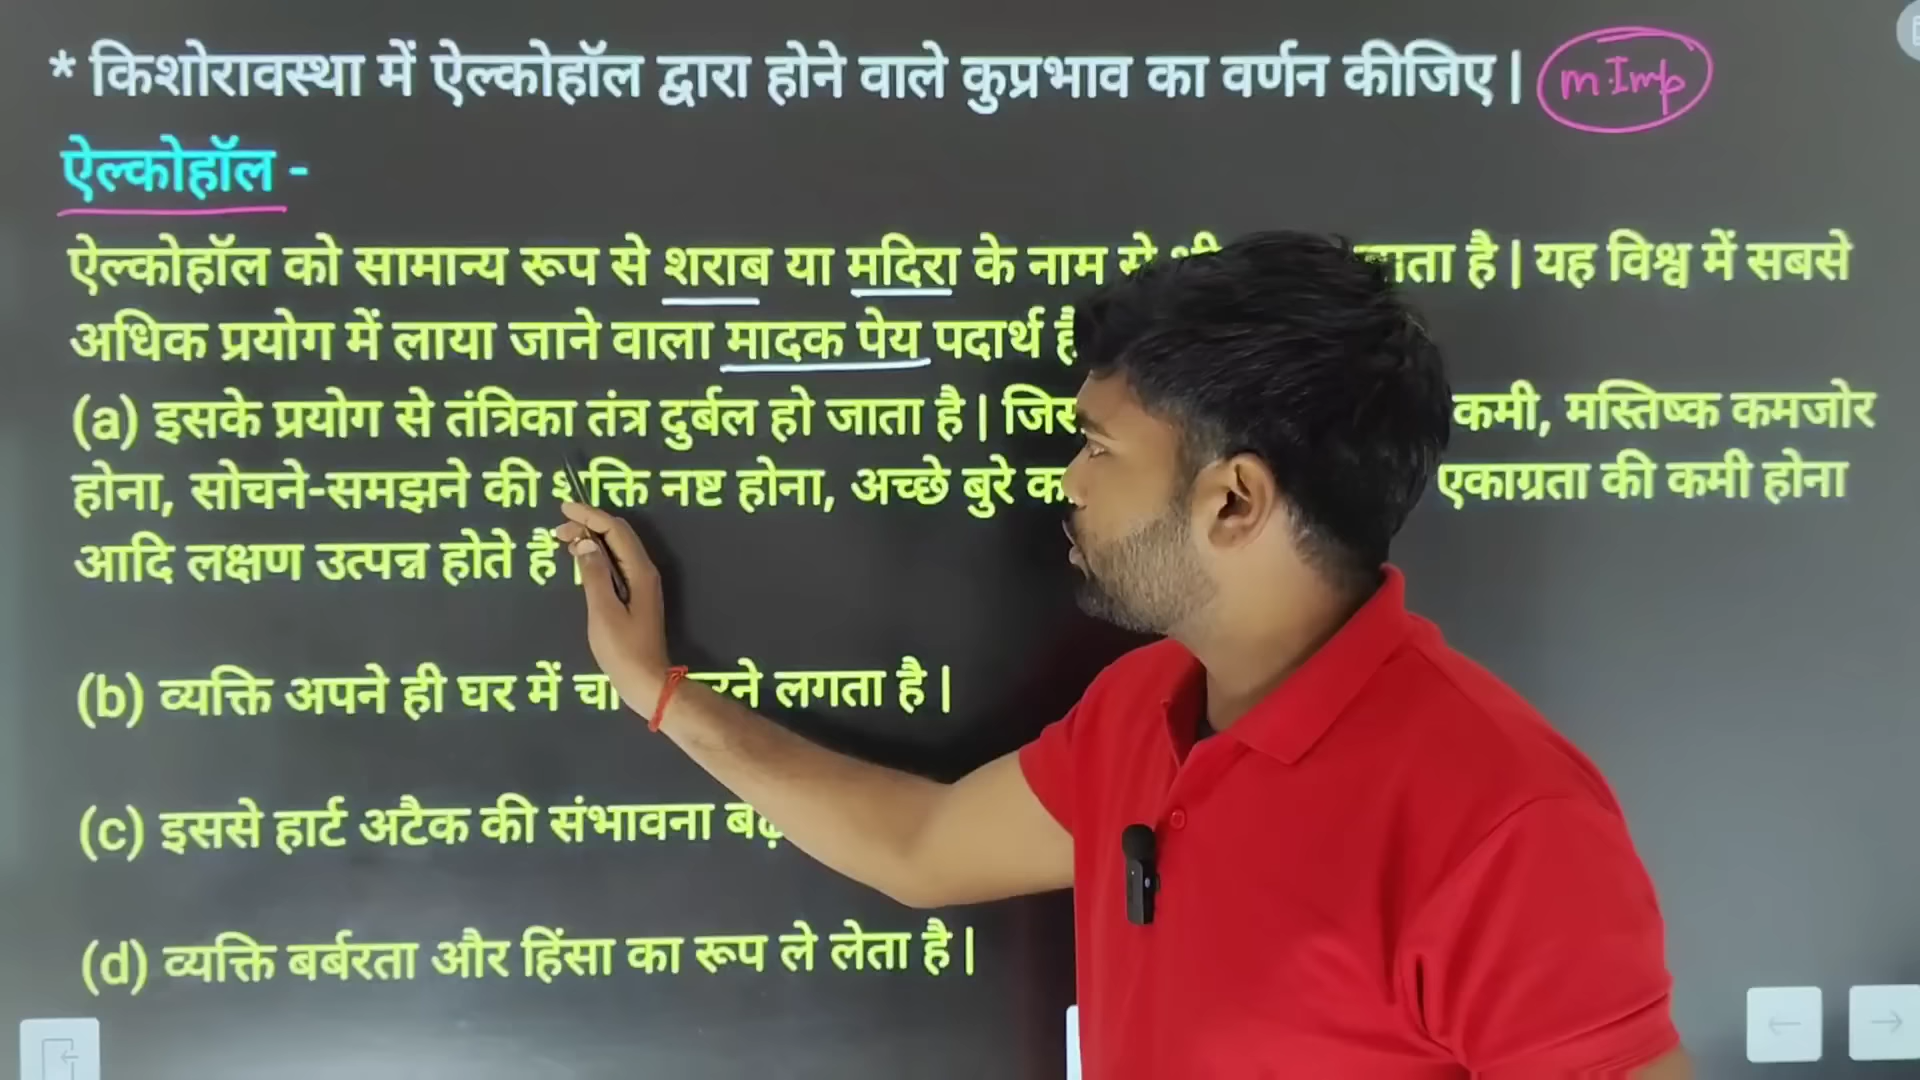 * किशोरावस्था में ऐल्कोहॉल द्वारा होने वाले कुप्रभाव का वर्णन कीजिए | m.Imp
ऐल्कोहॉल -
ऐल्कोहॉल को सामान्य रूप से शराब या मदिरा के नाम से भी जाता है | यह विश्व में सबसे
अधिक प्रयोग में लाया जाने वाला मादक पेय पदार्थ है
(a) इसके प्रयोग से तंत्रिका तंत्र दुर्बल हो जाता है | कमी, मस्तिष्क कमजोर
होना, सोचने-समझने की शक्ति नष्ट होना, अच्छे बुरे एकाग्रता की कमी होना
आदि लक्षण उत्पन्न होते हैं |
(b) व्यक्ति अपने ही घर में लगता है |
(c) इससे हार्ट अटैक की संभावना
(d) व्यक्ति बर्बरता और हिंसा का रूप ले लेता है |